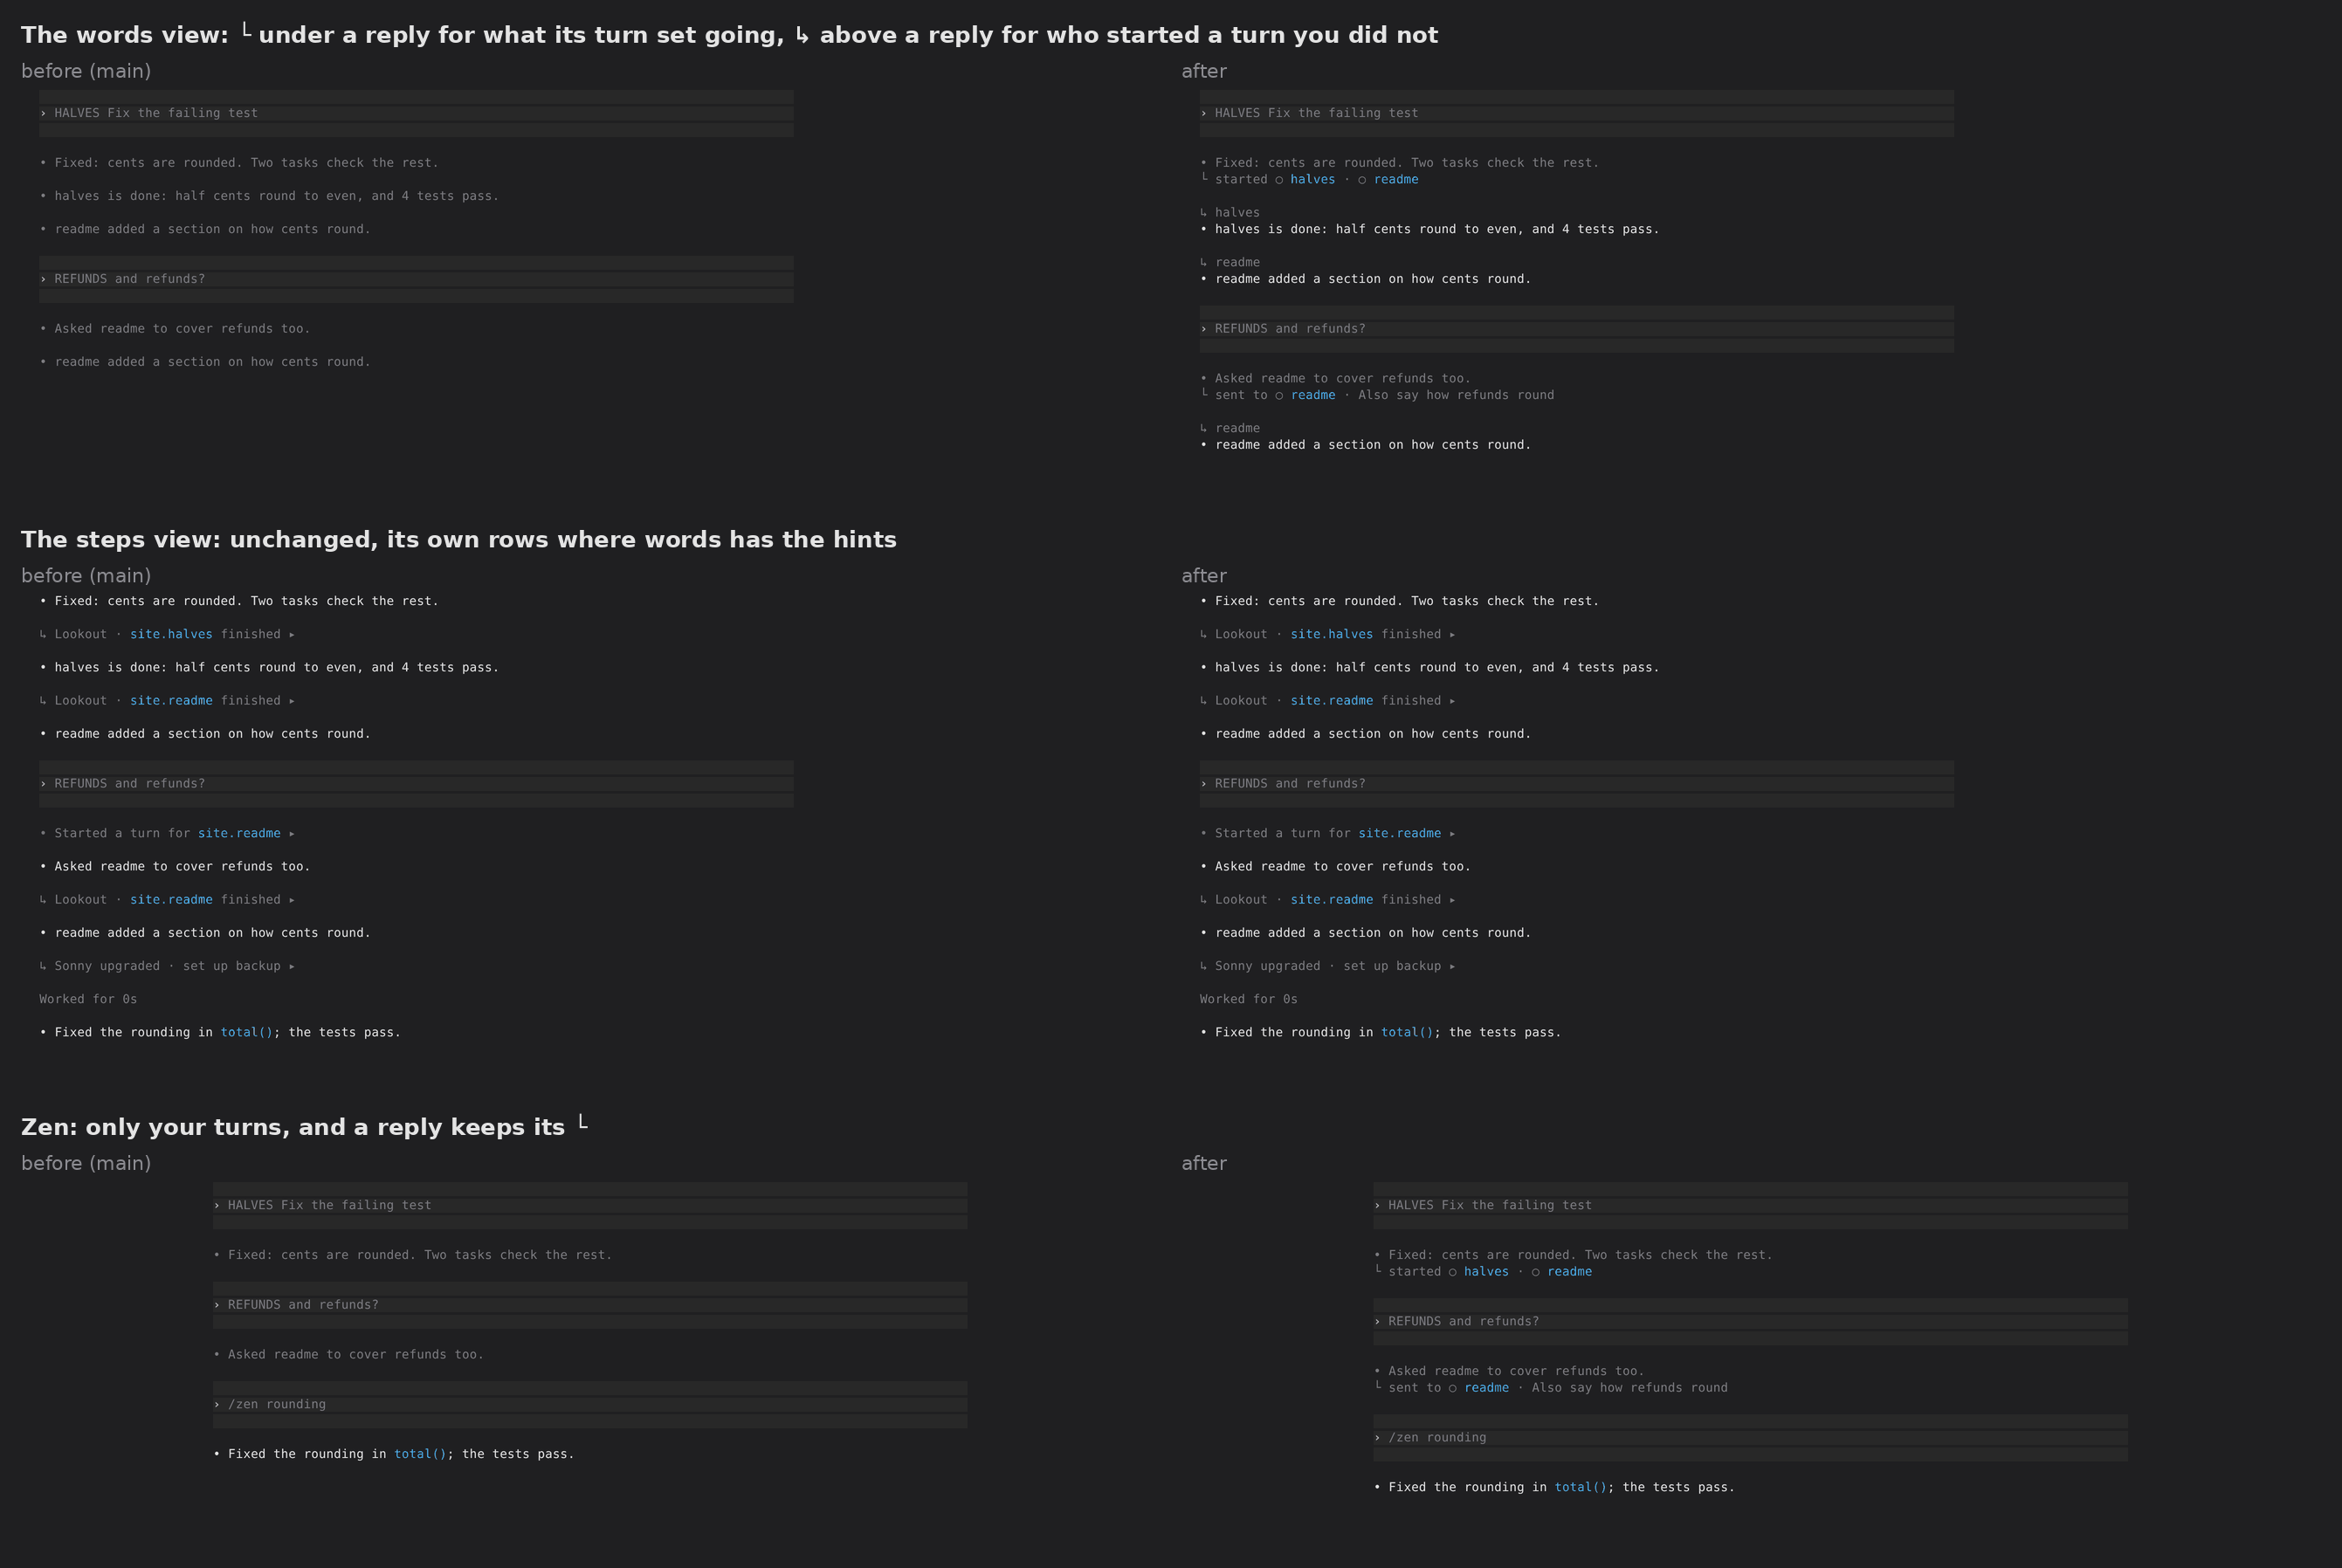 The words view: └ under a reply for what its turn set going, ↳ above a reply for who started a turn you did not
before (main)
› HALVES Fix the failing test
• Fixed: cents are rounded. Two tasks check the rest.
• halves is done: half cents round to even, and 4 tests pass.
• readme added a section on how cents round.
› REFUNDS and refunds?
• Asked readme to cover refunds too.
• readme added a section on how cents round.
after
› HALVES Fix the failing test
• Fixed: cents are rounded. Two tasks check the rest.
└ started ○ halves · ○ readme
↳ halves
• halves is done: half cents round to even, and 4 tests pass.
↳ readme
• readme added a section on how cents round.
› REFUNDS and refunds?
• Asked readme to cover refunds too.
└ sent to ○ readme · Also say how refunds round
↳ readme
• readme added a section on how cents round.
The steps view: unchanged, its own rows where words has the hints
before (main)
• Fixed: cents are rounded. Two tasks check the rest.
↳ Lookout · site.halves finished ▸
• halves is done: half cents round to even, and 4 tests pass.
↳ Lookout · site.readme finished ▸
• readme added a section on how cents round.
› REFUNDS and refunds?
• Started a turn for site.readme ▸
• Asked readme to cover refunds too.
↳ Lookout · site.readme finished ▸
• readme added a section on how cents round.
↳ Sonny upgraded · set up backup ▸
Worked for 0s
• Fixed the rounding in total(); the tests pass.
after
• Fixed: cents are rounded. Two tasks check the rest.
↳ Lookout · site.halves finished ▸
• halves is done: half cents round to even, and 4 tests pass.
↳ Lookout · site.readme finished ▸
• readme added a section on how cents round.
› REFUNDS and refunds?
• Started a turn for site.readme ▸
• Asked readme to cover refunds too.
↳ Lookout · site.readme finished ▸
• readme added a section on how cents round.
↳ Sonny upgraded · set up backup ▸
Worked for 0s
• Fixed the rounding in total(); the tests pass.
Zen: only your turns, and a reply keeps its └
before (main)
› HALVES Fix the failing test
• Fixed: cents are rounded. Two tasks check the rest.
› REFUNDS and refunds?
• Asked readme to cover refunds too.
› /zen rounding
• Fixed the rounding in total(); the tests pass.
after
› HALVES Fix the failing test
• Fixed: cents are rounded. Two tasks check the rest.
└ started ○ halves · ○ readme
› REFUNDS and refunds?
• Asked readme to cover refunds too.
└ sent to ○ readme · Also say how refunds round
› /zen rounding
• Fixed the rounding in total(); the tests pass.